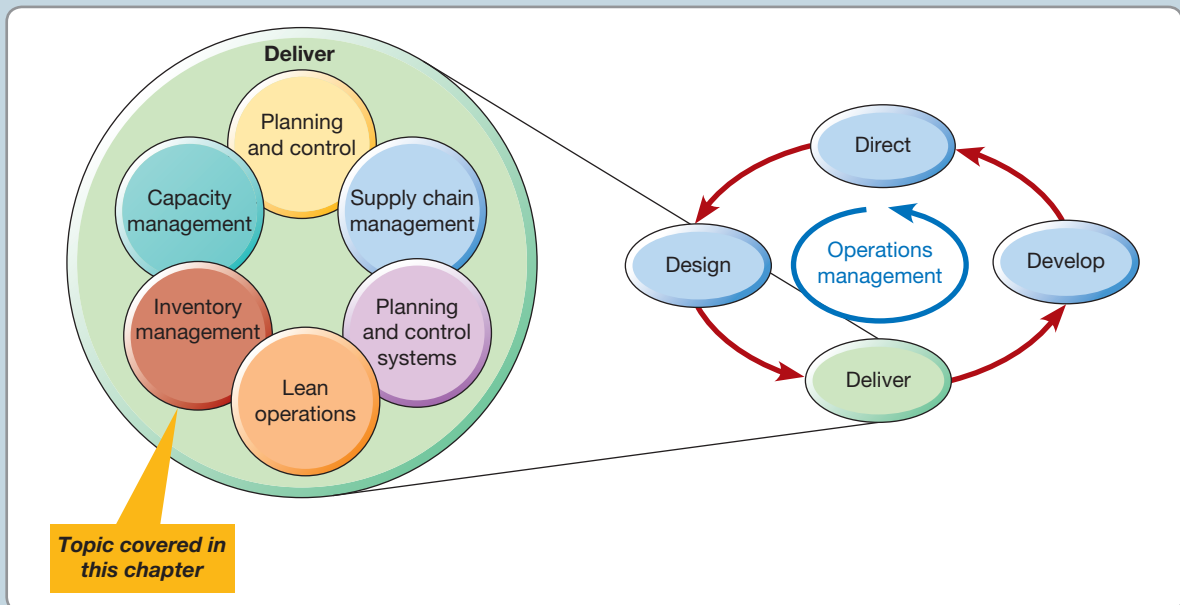 Deliver
Planning
and control
Capacity
management
Supply chain
management
Inventory
management
Planning
and control
systems
Lean
operations
Topic covered in
this chapter
Direct
Design
Operations
management
Develop
Deliver